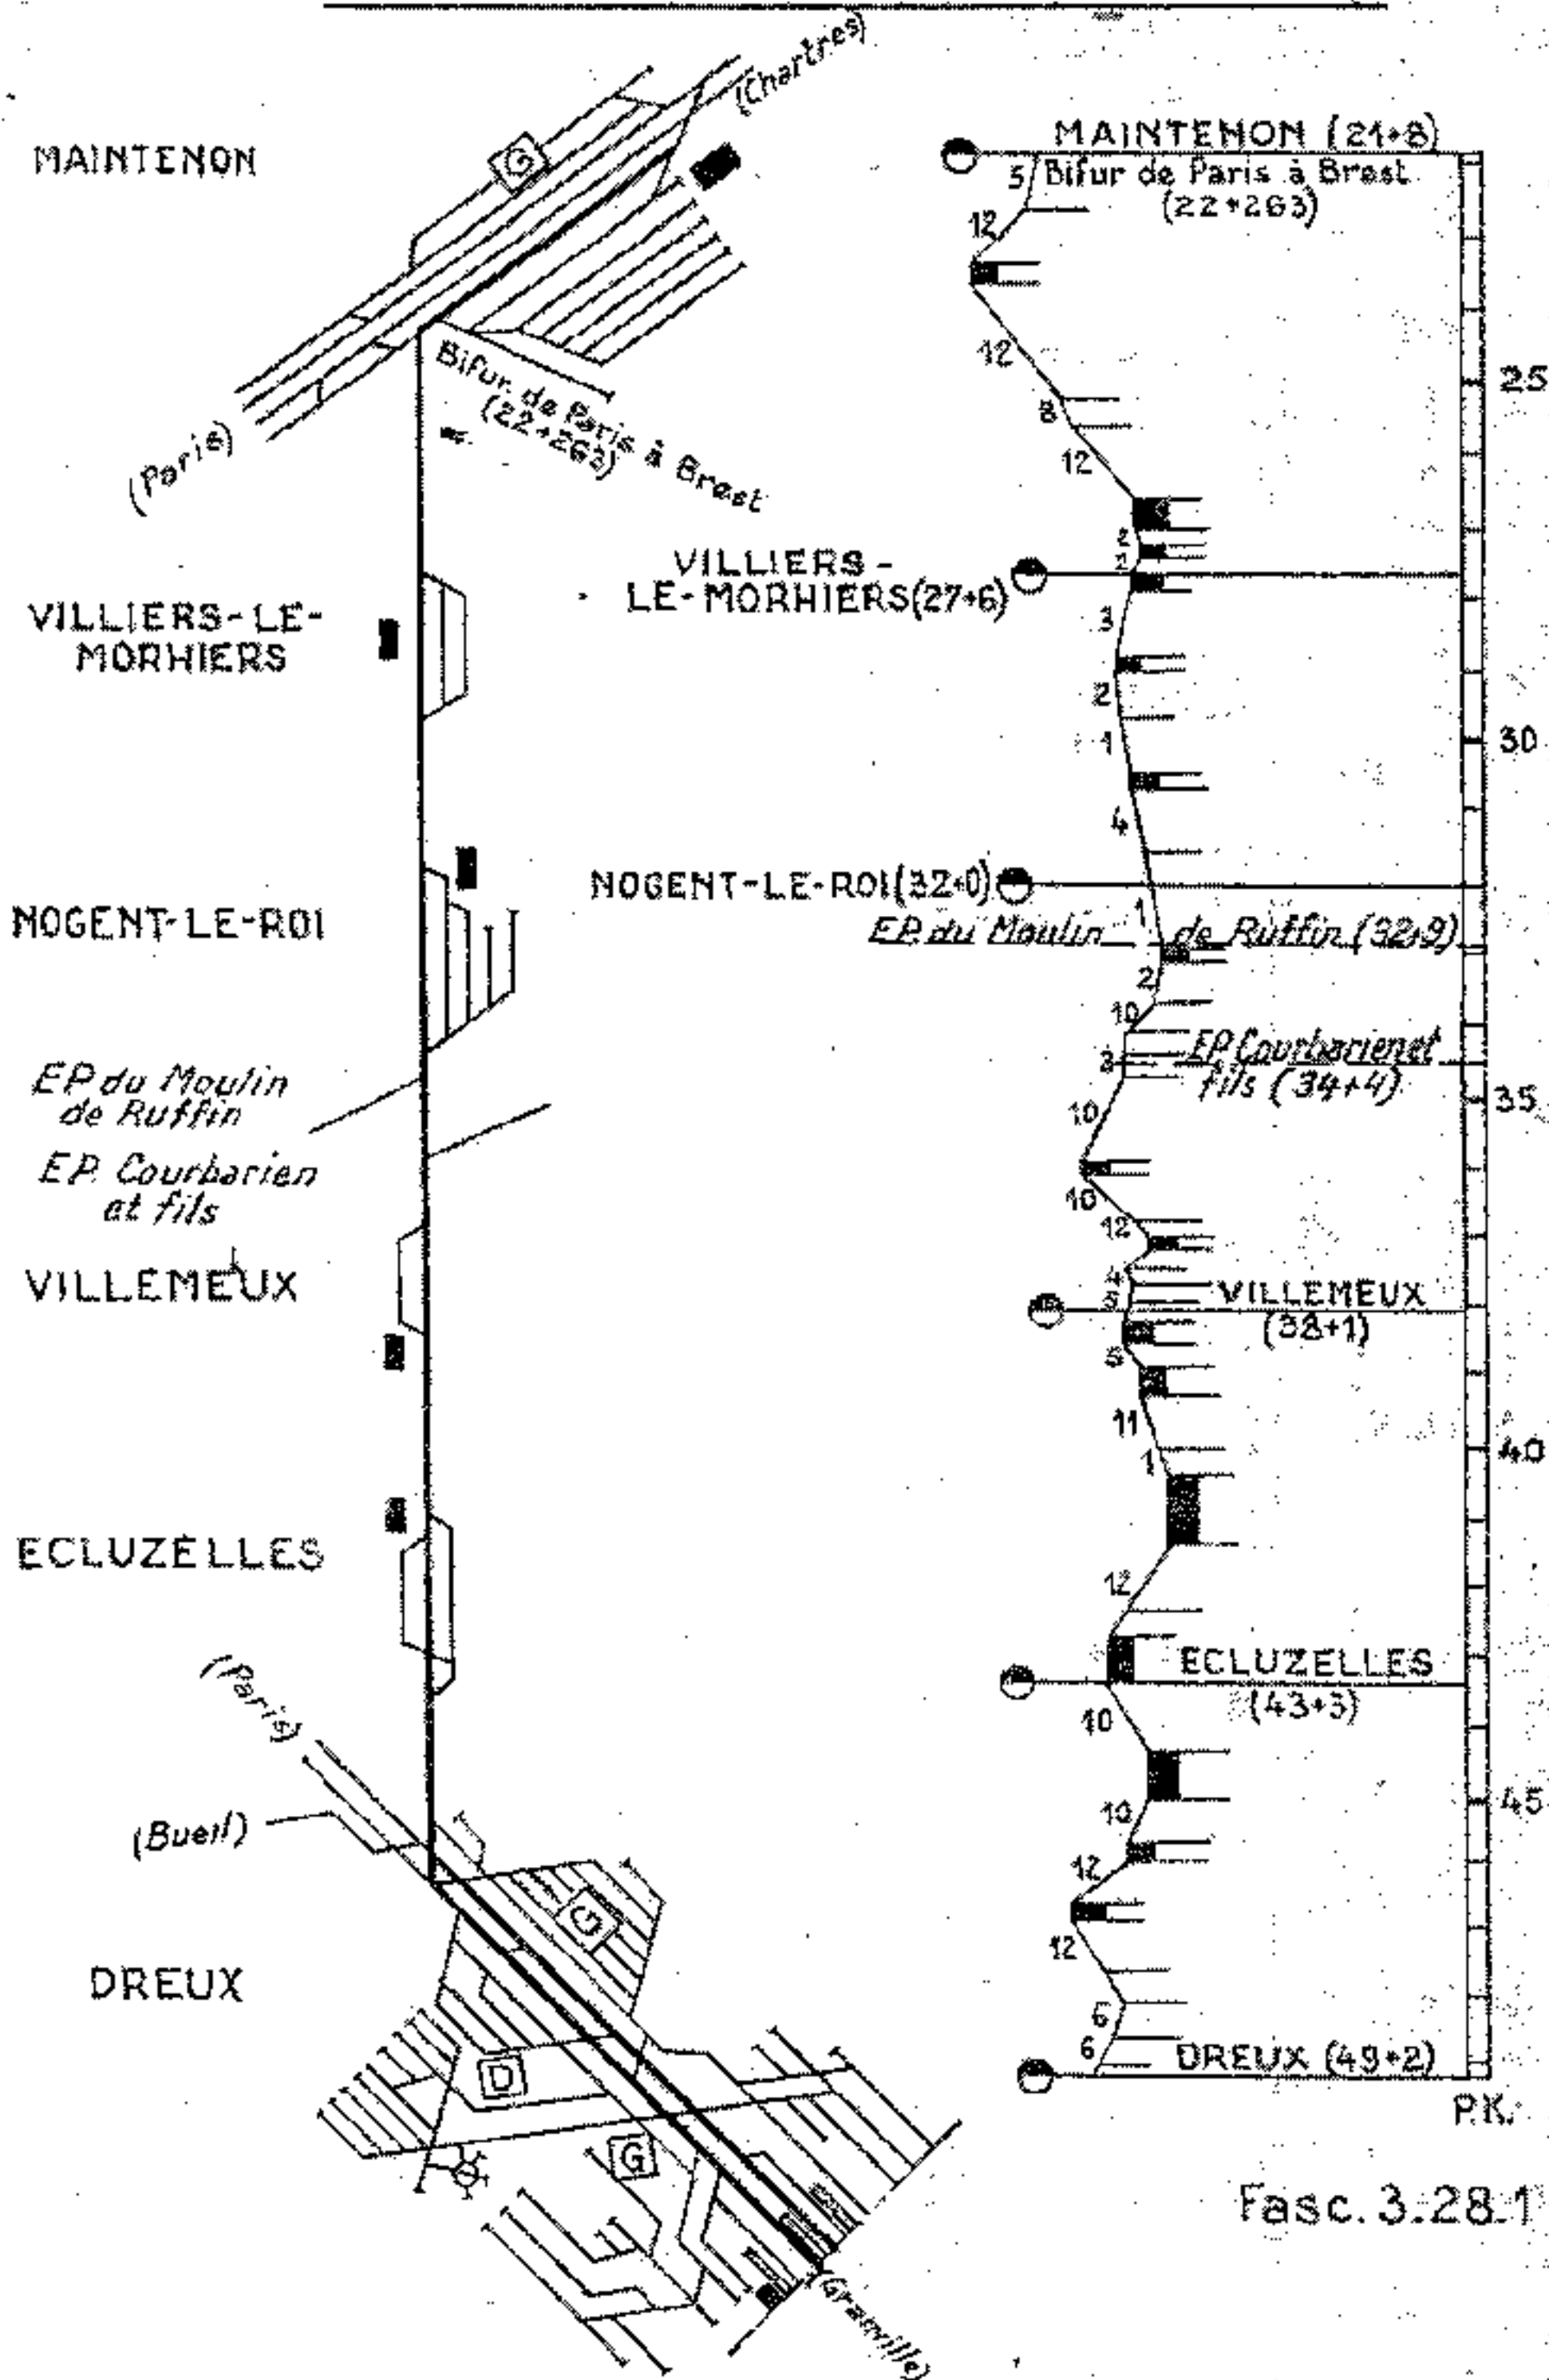 (Chartres)
MAINTENON
G
Bifur. de Paris à Brest
(22+263)
(Paris)
VILLIERS-LE-
MORHIERS
NOGENT-LE-ROI
EP du Moulin
de Ruffin
EP. Courbarien
at fils
VILLEMEUX
ECLUZELLES
(Paris)
(Bueil)
G
DREUX
D
G
(Granville)
MAINTENON (21+8)
5 Bifur de Paris à Brest
(22+263)
12
12
25
8
12
2
2
VILLIERS-
LE-MORHIERS (27+6)
3
2
30
1
4
NOGENT-LE-ROI (32+0)
1
EP. du Moulin de Ruffin (32+9)
2
10
3
EP. Courbarien et
fils (34+4)
35
10
10
12
4
5
VILLEMEUX
(38+1)
5
11
40
1
12
ECLUZELLES
(43+3)
10
45
10
12
12
6
6
DREUX (49+2)
P.K.
Fasc. 3.28.1